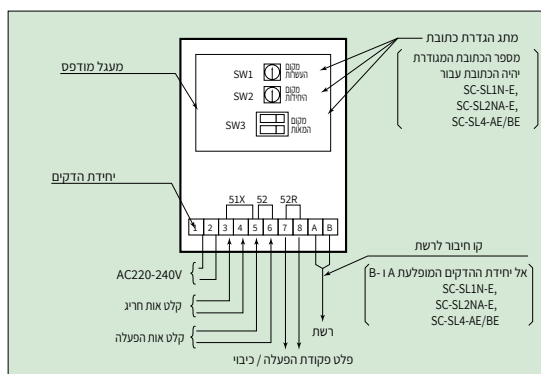 מתג הגדרת כתובת
מספר הכתובת המגודרת
יהיה הכתובת עבור
SC-SL1N-E,
SC-SL2NA-E,
SC-SL4-AE/BE
מעגל מודפס
SW1
מקום
העשרות
SW2
מקום
היחידות
SW3
מקום
המאות
יחידת הדקים
51X 52 52R
1 2 3 4 5 6 7 8 A B
AC220-240V
קלט אות חריג
קלט אות הפעלה
פלט פקודת הפעלה / כיבוי
רשת
קו חיבור לרשת
אל יחידת ההדקים המופלעת A ו -B
SC-SL1N-E,
SC-SL2NA-E,
SC-SL4-AE/BE